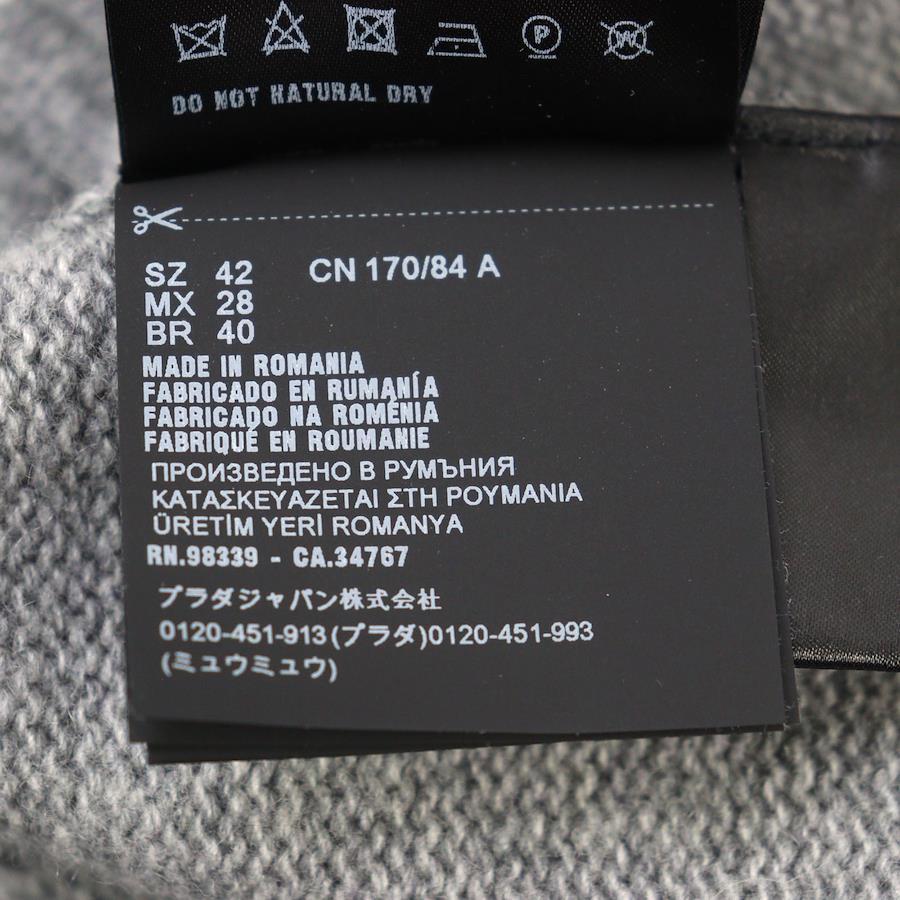 DO NOT NATURAL DRY
SZ 42 CN 170/84 A
MX 28
BR 40
MADE IN ROMANIA
FABRICADO EN RUMANÍA
FABRICADO NA ROMÉNIA
FABRIQUÉ EN ROUMANIE
ПРОИЗВЕДЕНО В РУМЪНИЯ
ΚΑΤΑΣΚΕΥΑΖΕΤΑΙ ΣΤΗ ΡΟΥΜΑΝΙΑ
ÜRETİM YERİ ROMANYA
RN.98339 - CA.34767
プラダジャパン株式会社
0120-451-913(プラダ)0120-451-993
(ミュウミュウ)